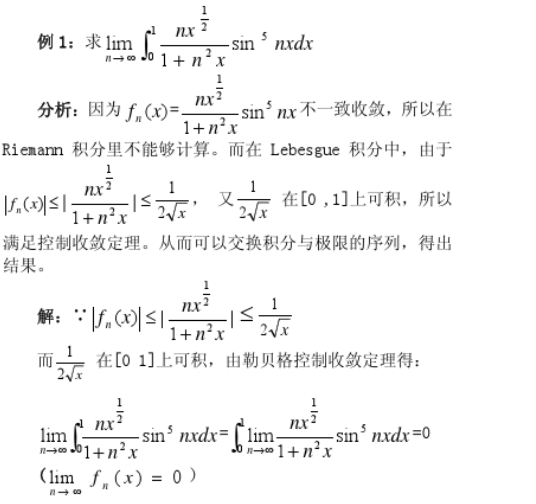 例1: 求 $\lim_{n\to\infty}\int_0^1 \frac{nx^{\frac{1}{2}}}{1+n^2x}\sin^5 nxdx$
分析: 因为 $f_n(x)=\frac{nx^{\frac{1}{2}}}{1+n^2x}\sin^5 nx$ 不一致收敛，所以在
Riemann 积分里不能够计算。而在 Lebesgue 积分中，由于
$|f_n(x)|\le|\frac{nx^{\frac{1}{2}}}{1+n^2x}|\le\frac{1}{2\sqrt{x}}$， 又 $\frac{1}{2\sqrt{x}}$ 在[0 ,1]上可积，所以
满足控制收敛定理。从而可以交换积分与极限的序列，得出
结果。
解: ∵ $|f_n(x)|\le|\frac{nx^{\frac{1}{2}}}{1+n^2x}|\le\frac{1}{2\sqrt{x}}$
而 $\frac{1}{2\sqrt{x}}$ 在[0 1]上可积，由勒贝格控制收敛定理得:
$\lim_{n\to\infty}\int_0^1 \frac{nx^{\frac{1}{2}}}{1+n^2x}\sin^5 nxdx=\int_0^1 \lim_{n\to\infty}\frac{nx^{\frac{1}{2}}}{1+n^2x}\sin^5 nxdx=0$
($\lim_{n\to\infty} f_n(x)=0$)